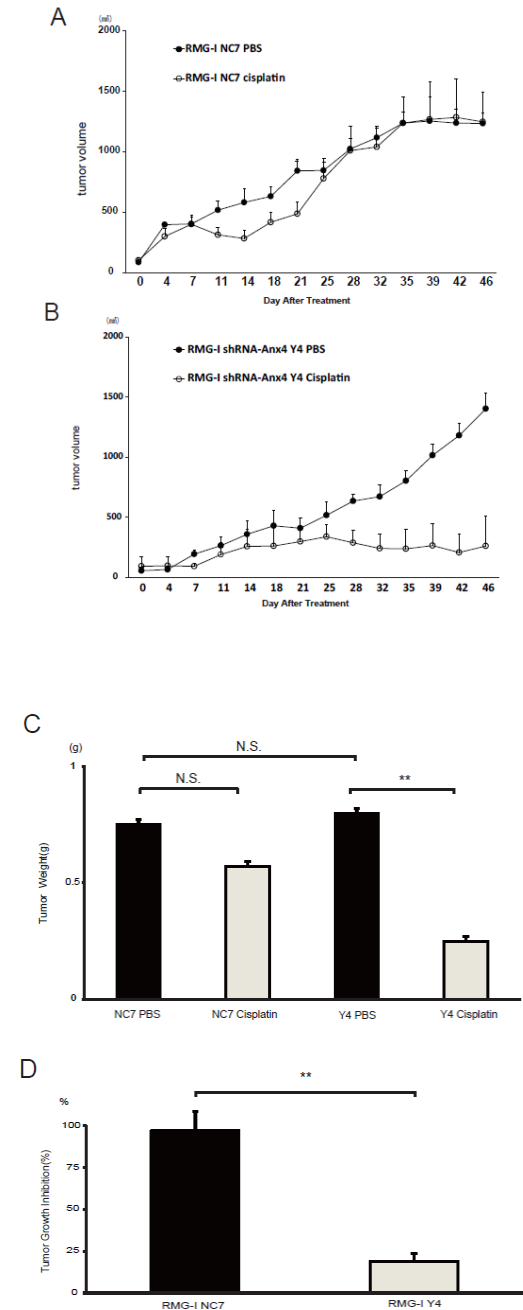 A
(㎣)
2000
RMG-I NC7 PBS
RMG-I NC7 cisplatin
1500
1000
500
0
tumor volume
0 4 7 11 14 18 21 25 28 32 35 39 42 46
Day After Treatment
B
(㎣)
2000
RMG-I shRNA-Anx4 Y4 PBS
RMG-I shRNA-Anx4 Y4 Cisplatin
1500
1000
500
0
tumor volume
0 4 7 11 14 18 21 25 28 32 35 39 42 46
Day After Treatment
C
(g)
N.S.
1
N.S.
**
0.5
0
Tumor Weight(g)
NC7 PBS NC7 Cisplatin Y4 PBS Y4 Cisplatin
D
%
**
100
75
50
25
0
Tumor Growth Inhibition(%)
RMG-I NC7 RMG-I Y4